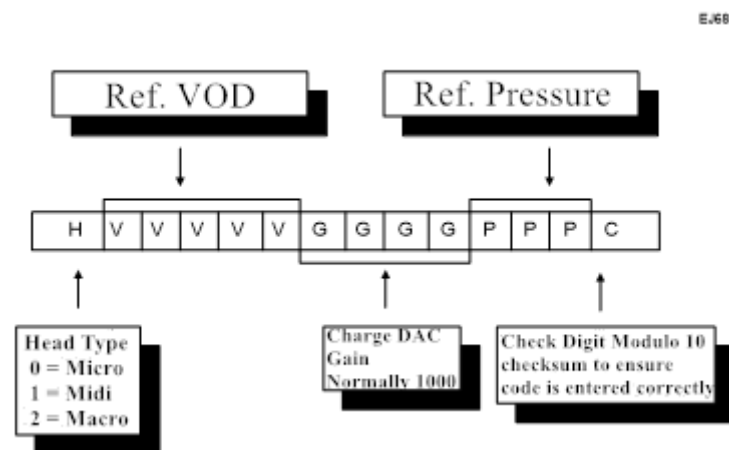 EJ68
Ref. VOD
Ref. Pressure
H V V V V V G G G G P P P C
Head Type
0 = Micro
1 = Midi
2 = Macro
Charge DAC
Gain
Normally 1000
Check Digit Modulo 10
checksum to ensure
code is entered correctly